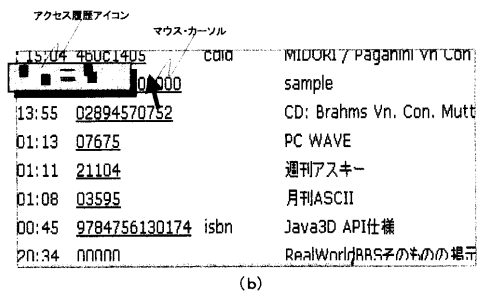 アクセス履歴アイコン
マウス・カーソル
15:04 460c1405 cdid MIDORI / Paganini Vn Con
00000 sample
13:55 02894570752 CD: Brahms Vn. Con. Mutt
01:13 07675 PC WAVE
01:11 21104 週刊アスキー
01:08 03595 月刊ASCII
00:45 9784756130174 isbn Java3D API仕様
20:34 00000 RealWorldBBSそのものの掲示
(b)